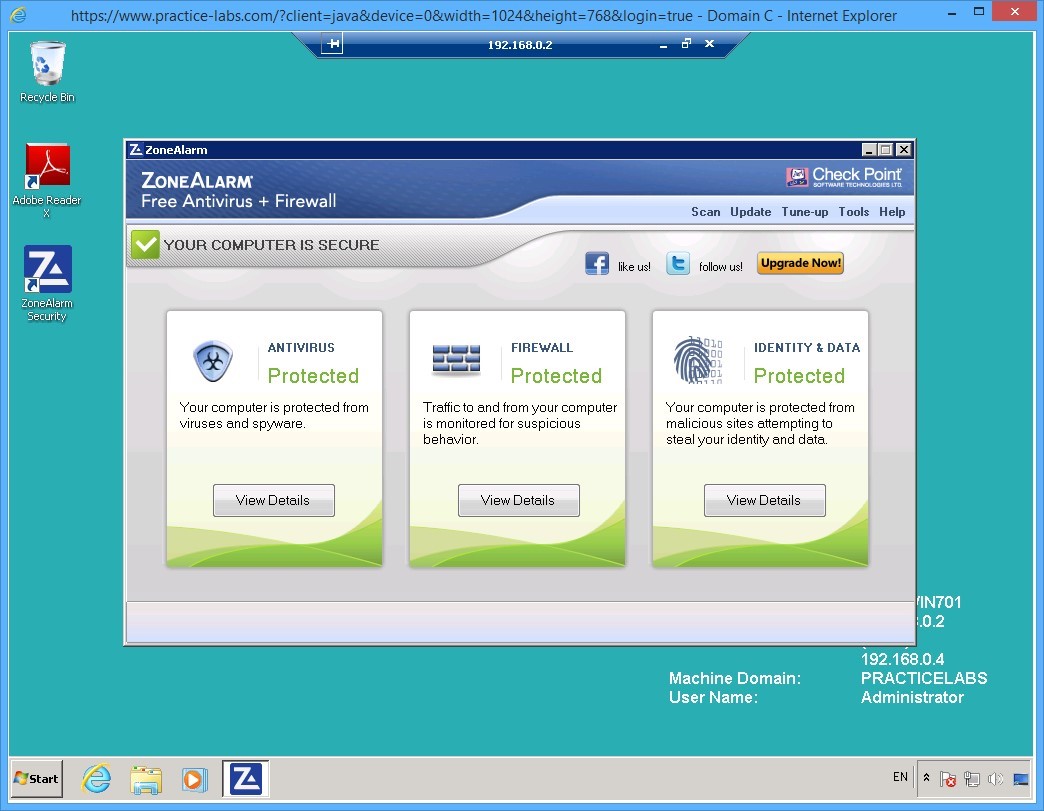 https://www.practice-labs.com/?client=java&device=0&width=1024&height=768&login=true - Domain C - Internet Explorer
192.168.0.2
Recycle Bin
Adobe Reader
X
ZoneAlarm
Security
ZoneAlarm
ZONEALARM
Free Antivirus + Firewall
Check Point
SOFTWARE TECHNOLOGIES LTD.
Scan Update Tune-up Tools Help
YOUR COMPUTER IS SECURE
like us! follow us! Upgrade Now!
ANTIVIRUS
Protected
Your computer is protected from
viruses and spyware.
View Details
FIREWALL
Protected
Traffic to and from your computer
is monitored for suspicious
behavior.
View Details
IDENTITY & DATA
Protected
Your computer is protected from
malicious sites attempting to
steal your identity and data.
View Details
IN701
.0.2
192.168.0.4
Machine Domain: PRACTICELABS
User Name: Administrator
Start
EN